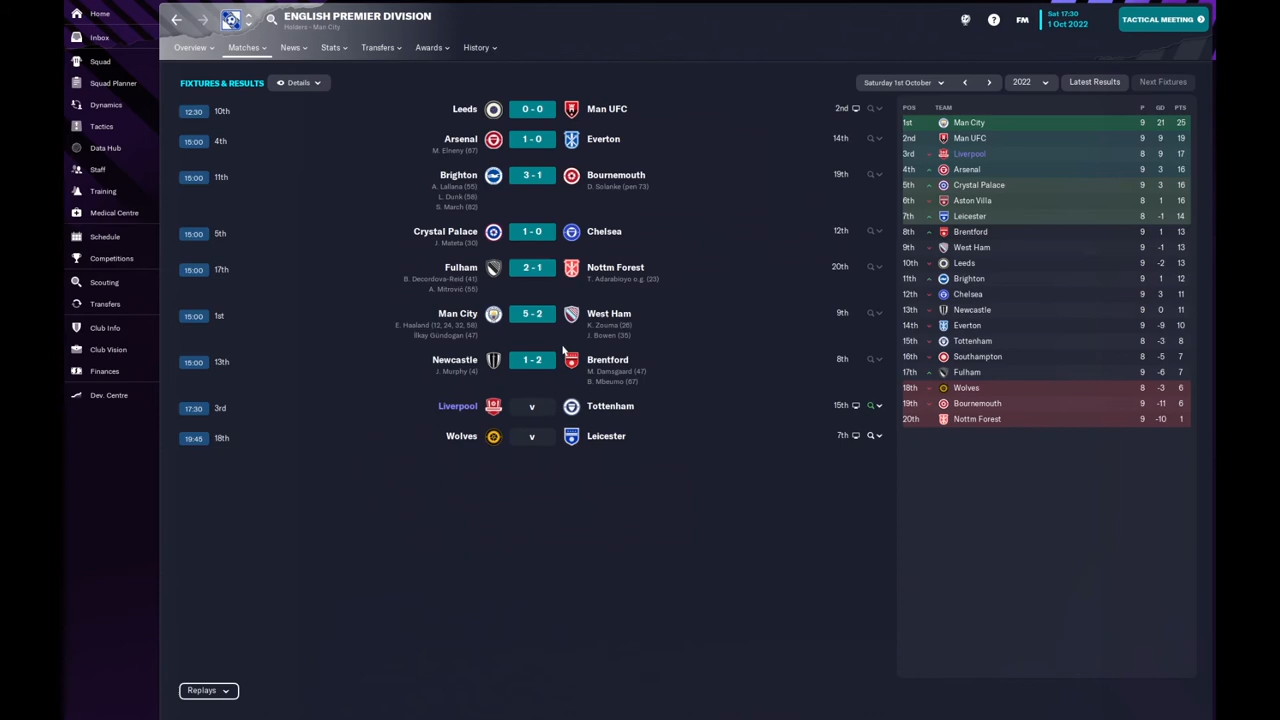 Home
Inbox
Squad
Squad Planner
Dynamics
Tactics
Data Hub
Staff
Training
Medical Centre
Schedule
Competitions
Scouting
Transfers
Club Info
Club Vision
Finances
Dev. Centre
ENGLISH PREMIER DIVISION
Holders - Man City
FM
Sat 17:30
1 Oct 2022
TACTICAL MEETING
Overview Matches News Stats Transfers Awards History
FIXTURES & RESULTS Details
Saturday 1st October 2022 Latest Results Next Fixtures
12:30 10th Leeds 0 - 0 Man UFC 2nd
15:00 4th Arsenal 1 - 0 Everton 14th
M. Elneny (67)
15:00 11th Brighton 3 - 1 Bournemouth 19th
A. Lallana (55) D. Solanke (pen 73)
L. Dunk (58)
S. March (82)
15:00 5th Crystal Palace 1 - 0 Chelsea 12th
J. Mateta (30)
15:00 17th Fulham 2 - 1 Nottm Forest 20th
B. Decordova-Reid (41) T. Adarabioyo o.g. (23)
A. Mitrović (55)
15:00 1st Man City 5 - 2 West Ham 9th
E. Haaland (12, 24, 32, 58) K. Zouma (26)
İlkay Gündogan (47) J. Bowen (35)
15:00 13th Newcastle 1 - 2 Brentford 8th
J. Murphy (4) M. Damsgaard (47)
B. Mbeumo (67)
17:30 3rd Liverpool v Tottenham 15th
19:45 18th Wolves v Leicester 7th
POS TEAM P GD PTS
1st Man City 9 21 25
2nd Man UFC 9 9 19
3rd Liverpool 8 9 17
4th Arsenal 9 3 16
5th Crystal Palace 9 3 16
6th Aston Villa 8 1 16
7th Leicester 8 -1 14
8th Brentford 9 1 13
9th West Ham 9 -1 13
10th Leeds 9 -2 13
11th Brighton 9 1 12
12th Chelsea 9 3 11
13th Newcastle 9 0 11
14th Everton 9 -9 10
15th Tottenham 8 -3 8
16th Southampton 8 -5 7
17th Fulham 9 -6 7
18th Wolves 8 -3 6
19th Bournemouth 9 -11 6
20th Nottm Forest 9 -10 1
Replays